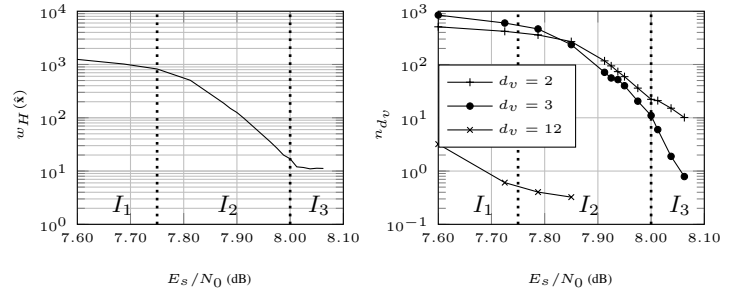 10^4
10^3
10^2
10^1
10^0
w_H(x̂)
I_1
I_2
I_3
7.60 7.70 7.80 7.90 8.00 8.10
E_s/N_0 (dB)
10^3
10^2
10^1
10^0
10^−1
n_{d_v}
d_v = 2
d_v = 3
d_v = 12
I_1
I_2
I_3
7.60 7.70 7.80 7.90 8.00 8.10
E_s/N_0 (dB)